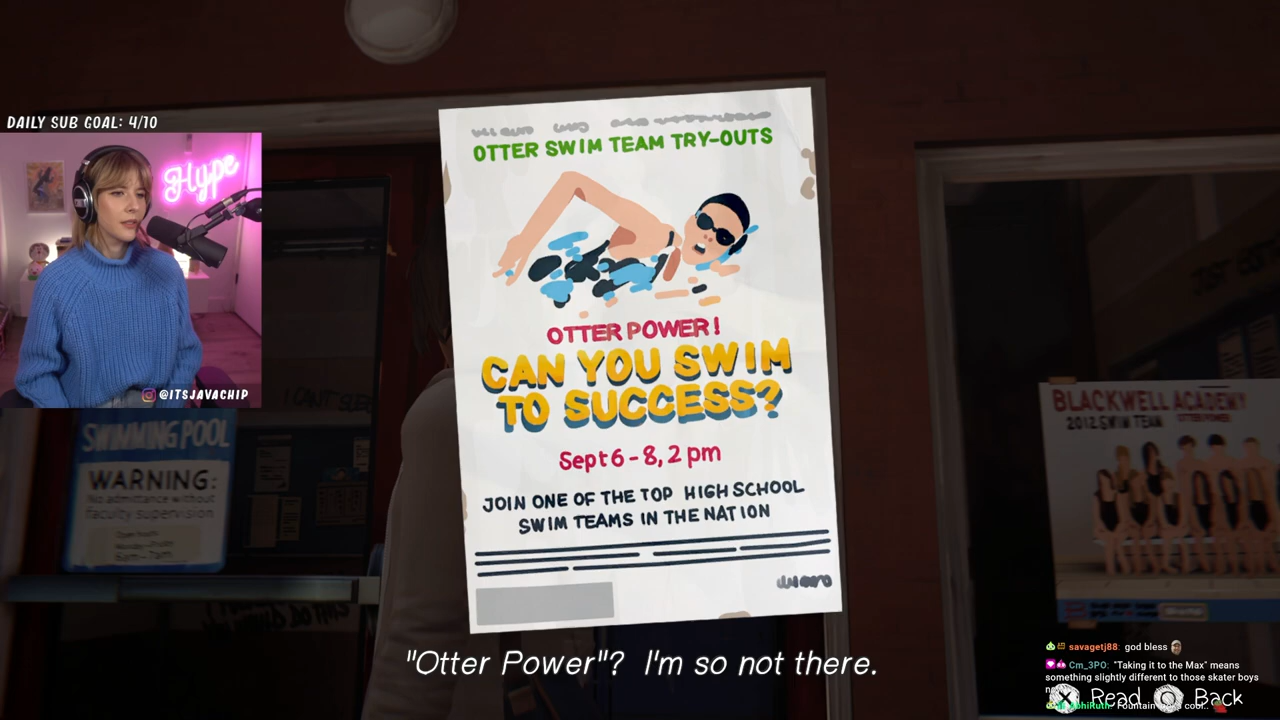 DAILY SUB GOAL: 4/10
Hype
@ITSJAVACHIP
OTTER SWIM TEAM TRY-OUTS
OTTER POWER!
CAN YOU SWIM
TO SUCCESS?
Sept 6 - 8, 2 pm
JOIN ONE OF THE TOP HIGH SCHOOL
SWIM TEAMS IN THE NATION
SWIMMING POOL
WARNING:
No admittance without
faculty supervision
BLACKWELL ACADEMY
2012 SWIM TEAM OTTER POWER!
"Otter Power"? I'm so not there.
savagetj88: god bless
Cm_3PO: "Taking it to the Max" means
something slightly different to those skater boys
Read Back